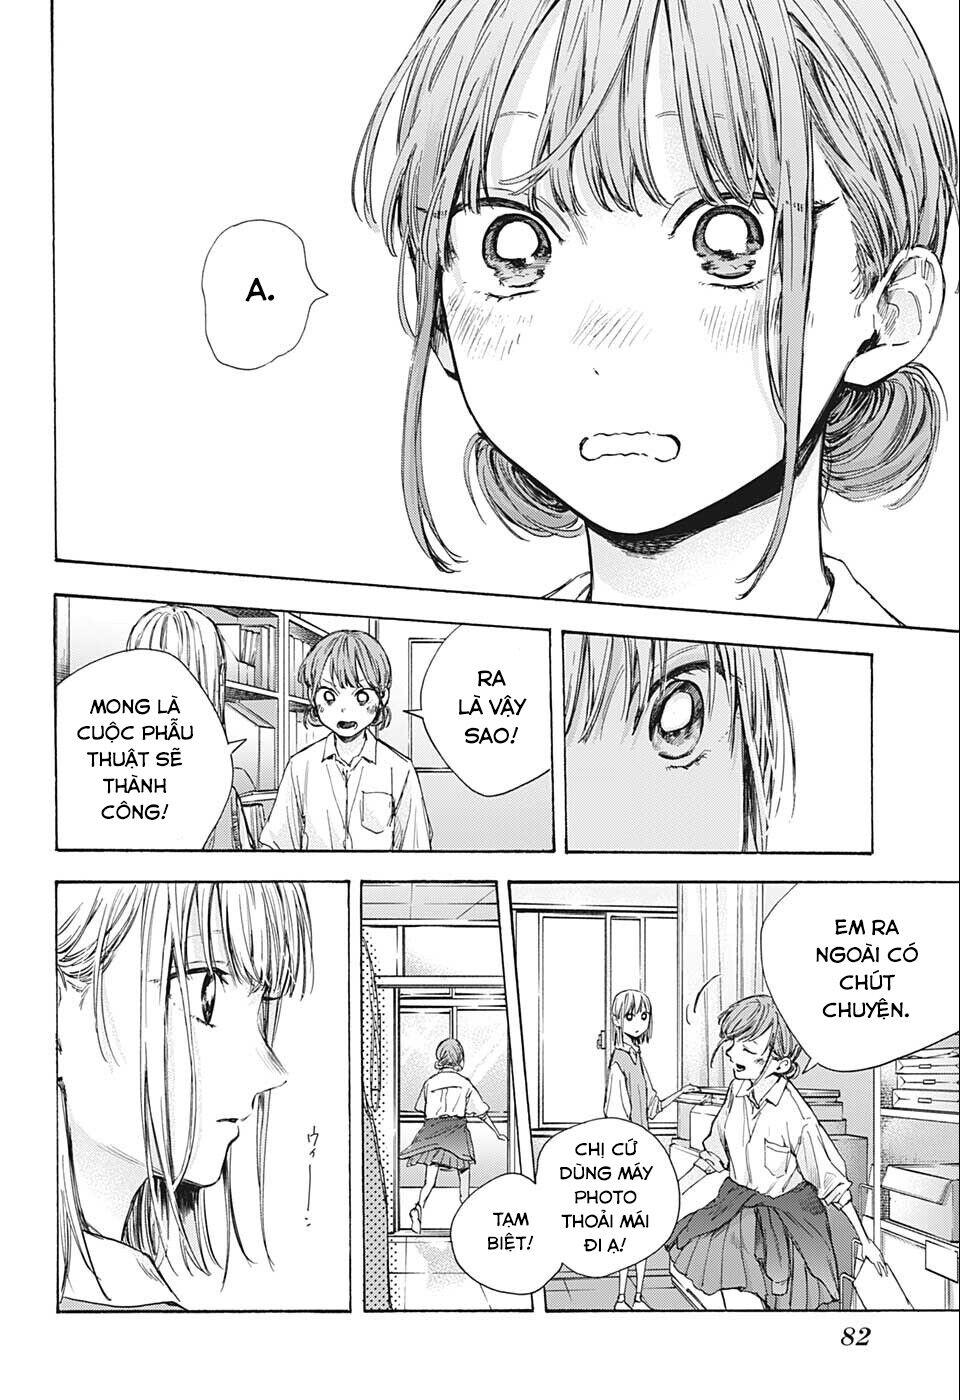 A.
RA
LÀ VẬY
SAO!
MONG LÀ
CUỘC PHẪU
THUẬT SẼ
THÀNH
CÔNG!
EM RA
NGOÀI CÓ
CHÚT
CHUYỆN.
CHỊ CỨ
DÙNG MÁY
PHOTO
THOẢI MÁI
ĐI Ạ!
TẠM
BIỆT!
ウィーン
82